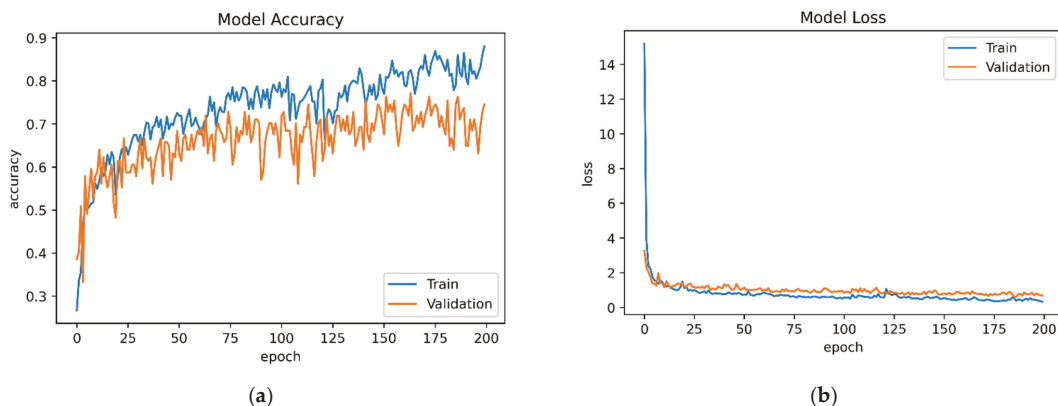 Model Accuracy
0.9
0.8
0.7
0.6
0.5
0.4
0.3
accuracy
0 25 50 75 100 125 150 175 200
epoch
Train
Validation
(a)
Model Loss
14
12
10
8
6
4
2
0
loss
0 25 50 75 100 125 150 175 200
epoch
Train
Validation
(b)